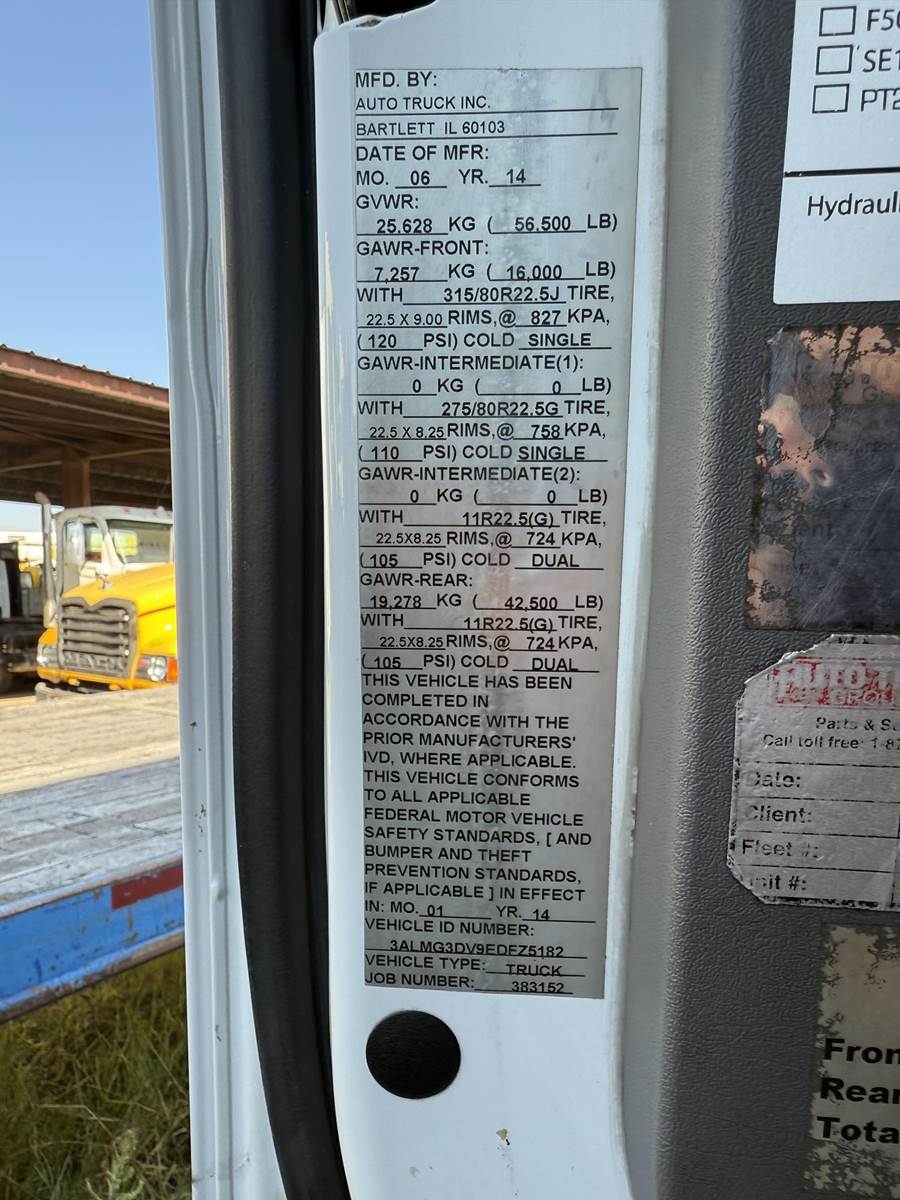 MFD. BY:
AUTO TRUCK INC.
BARTLETT IL 60103
DATE OF MFR:
MO. 06 YR. 14
GVWR:
25,628 KG ( 56,500 LB)
GAWR-FRONT:
7,257 KG ( 16,000 LB)
WITH 315/80R22.5J TIRE,
22.5 X 9.00 RIMS,@ 827 KPA,
( 120 PSI) COLD SINGLE
GAWR-INTERMEDIATE(1):
0 KG ( 0 LB)
WITH 275/80R22.5G TIRE,
22.5 X 8.25 RIMS,@ 758 KPA,
( 110 PSI) COLD SINGLE
GAWR-INTERMEDIATE(2):
0 KG ( 0 LB)
WITH 11R22.5(G) TIRE,
22.5X8.25 RIMS,@ 724 KPA,
( 105 PSI) COLD DUAL
GAWR-REAR:
19,278 KG ( 42,500 LB)
WITH 11R22.5(G) TIRE,
22.5X8.25 RIMS,@ 724 KPA,
( 105 PSI) COLD DUAL
THIS VEHICLE HAS BEEN
COMPLETED IN
ACCORDANCE WITH THE
PRIOR MANUFACTURERS'
IVD, WHERE APPLICABLE.
THIS VEHICLE CONFORMS
TO ALL APPLICABLE
FEDERAL MOTOR VEHICLE
SAFETY STANDARDS, [ AND
BUMPER AND THEFT
PREVENTION STANDARDS,
IF APPLICABLE ] IN EFFECT
IN: MO. 01 YR. 14
VEHICLE ID NUMBER:
3ALMG3DV9EDFZ5182
VEHICLE TYPE: TRUCK
JOB NUMBER: 383152
F50
SE1
PT2
Hydrauli
Parts & Se
Call toll free: 1-87
Date:
Client:
Fleet #:
Unit #:
Fron
Rear
Tota
MACK